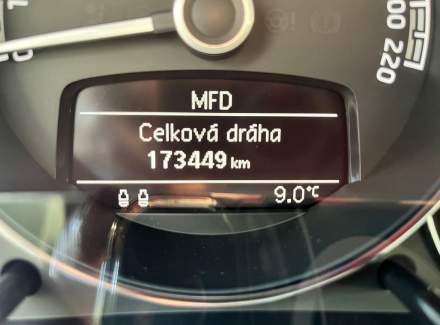 00 220
MFD
Celková dráha
173449 km
9.0°C